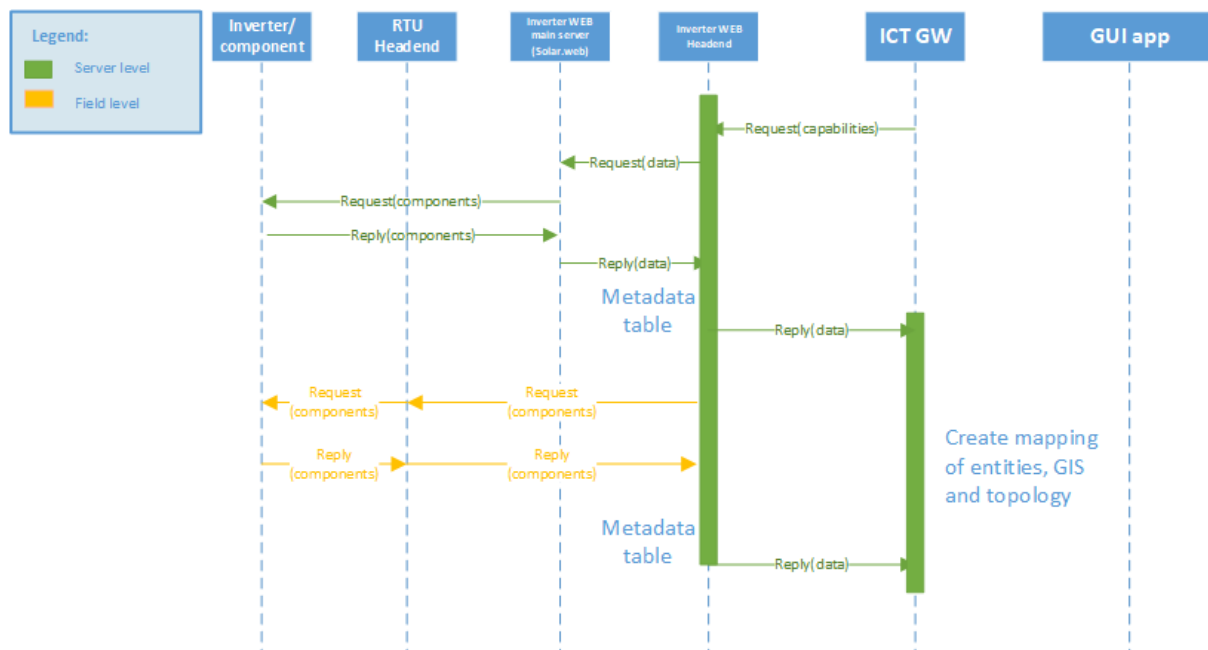 Legend:
Server level
Field level
Inverter/
component
RTU
Headend
Inverter WEB
main server
(Solar.web)
Inverter WEB
Headend
ICT GW
GUI app
Request(capabilities)
Request(data)
Request(components)
Reply(components)
Reply(data)
Metadada
table
Reply(data)
Request
(components)
Request
(components)
Reply
(components)
Reply
(components)
Create mapping
of entities, GIS
and topology
Metadata
table
Reply(data)